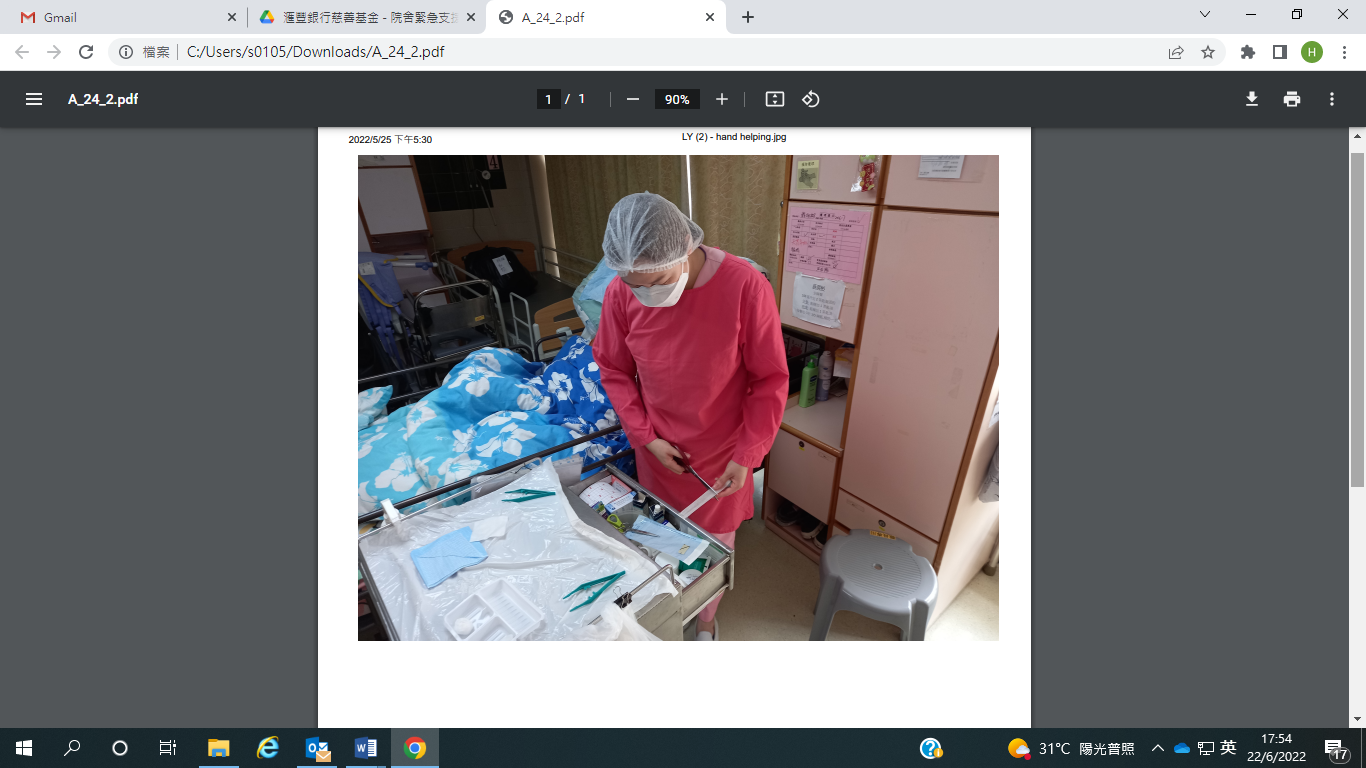 Gmail
滙豐銀行慈善基金 - 院舍緊急支援
A_24_2.pdf
檔案
C:/Users/s0105/Downloads/A_24_2.pdf
H
A_24_2.pdf
1 / 1
90%
2022/5/25 下午5:30
LY (2) - hand helping.jpg
31°C 陽光普照
英
17:54
22/6/2022
17